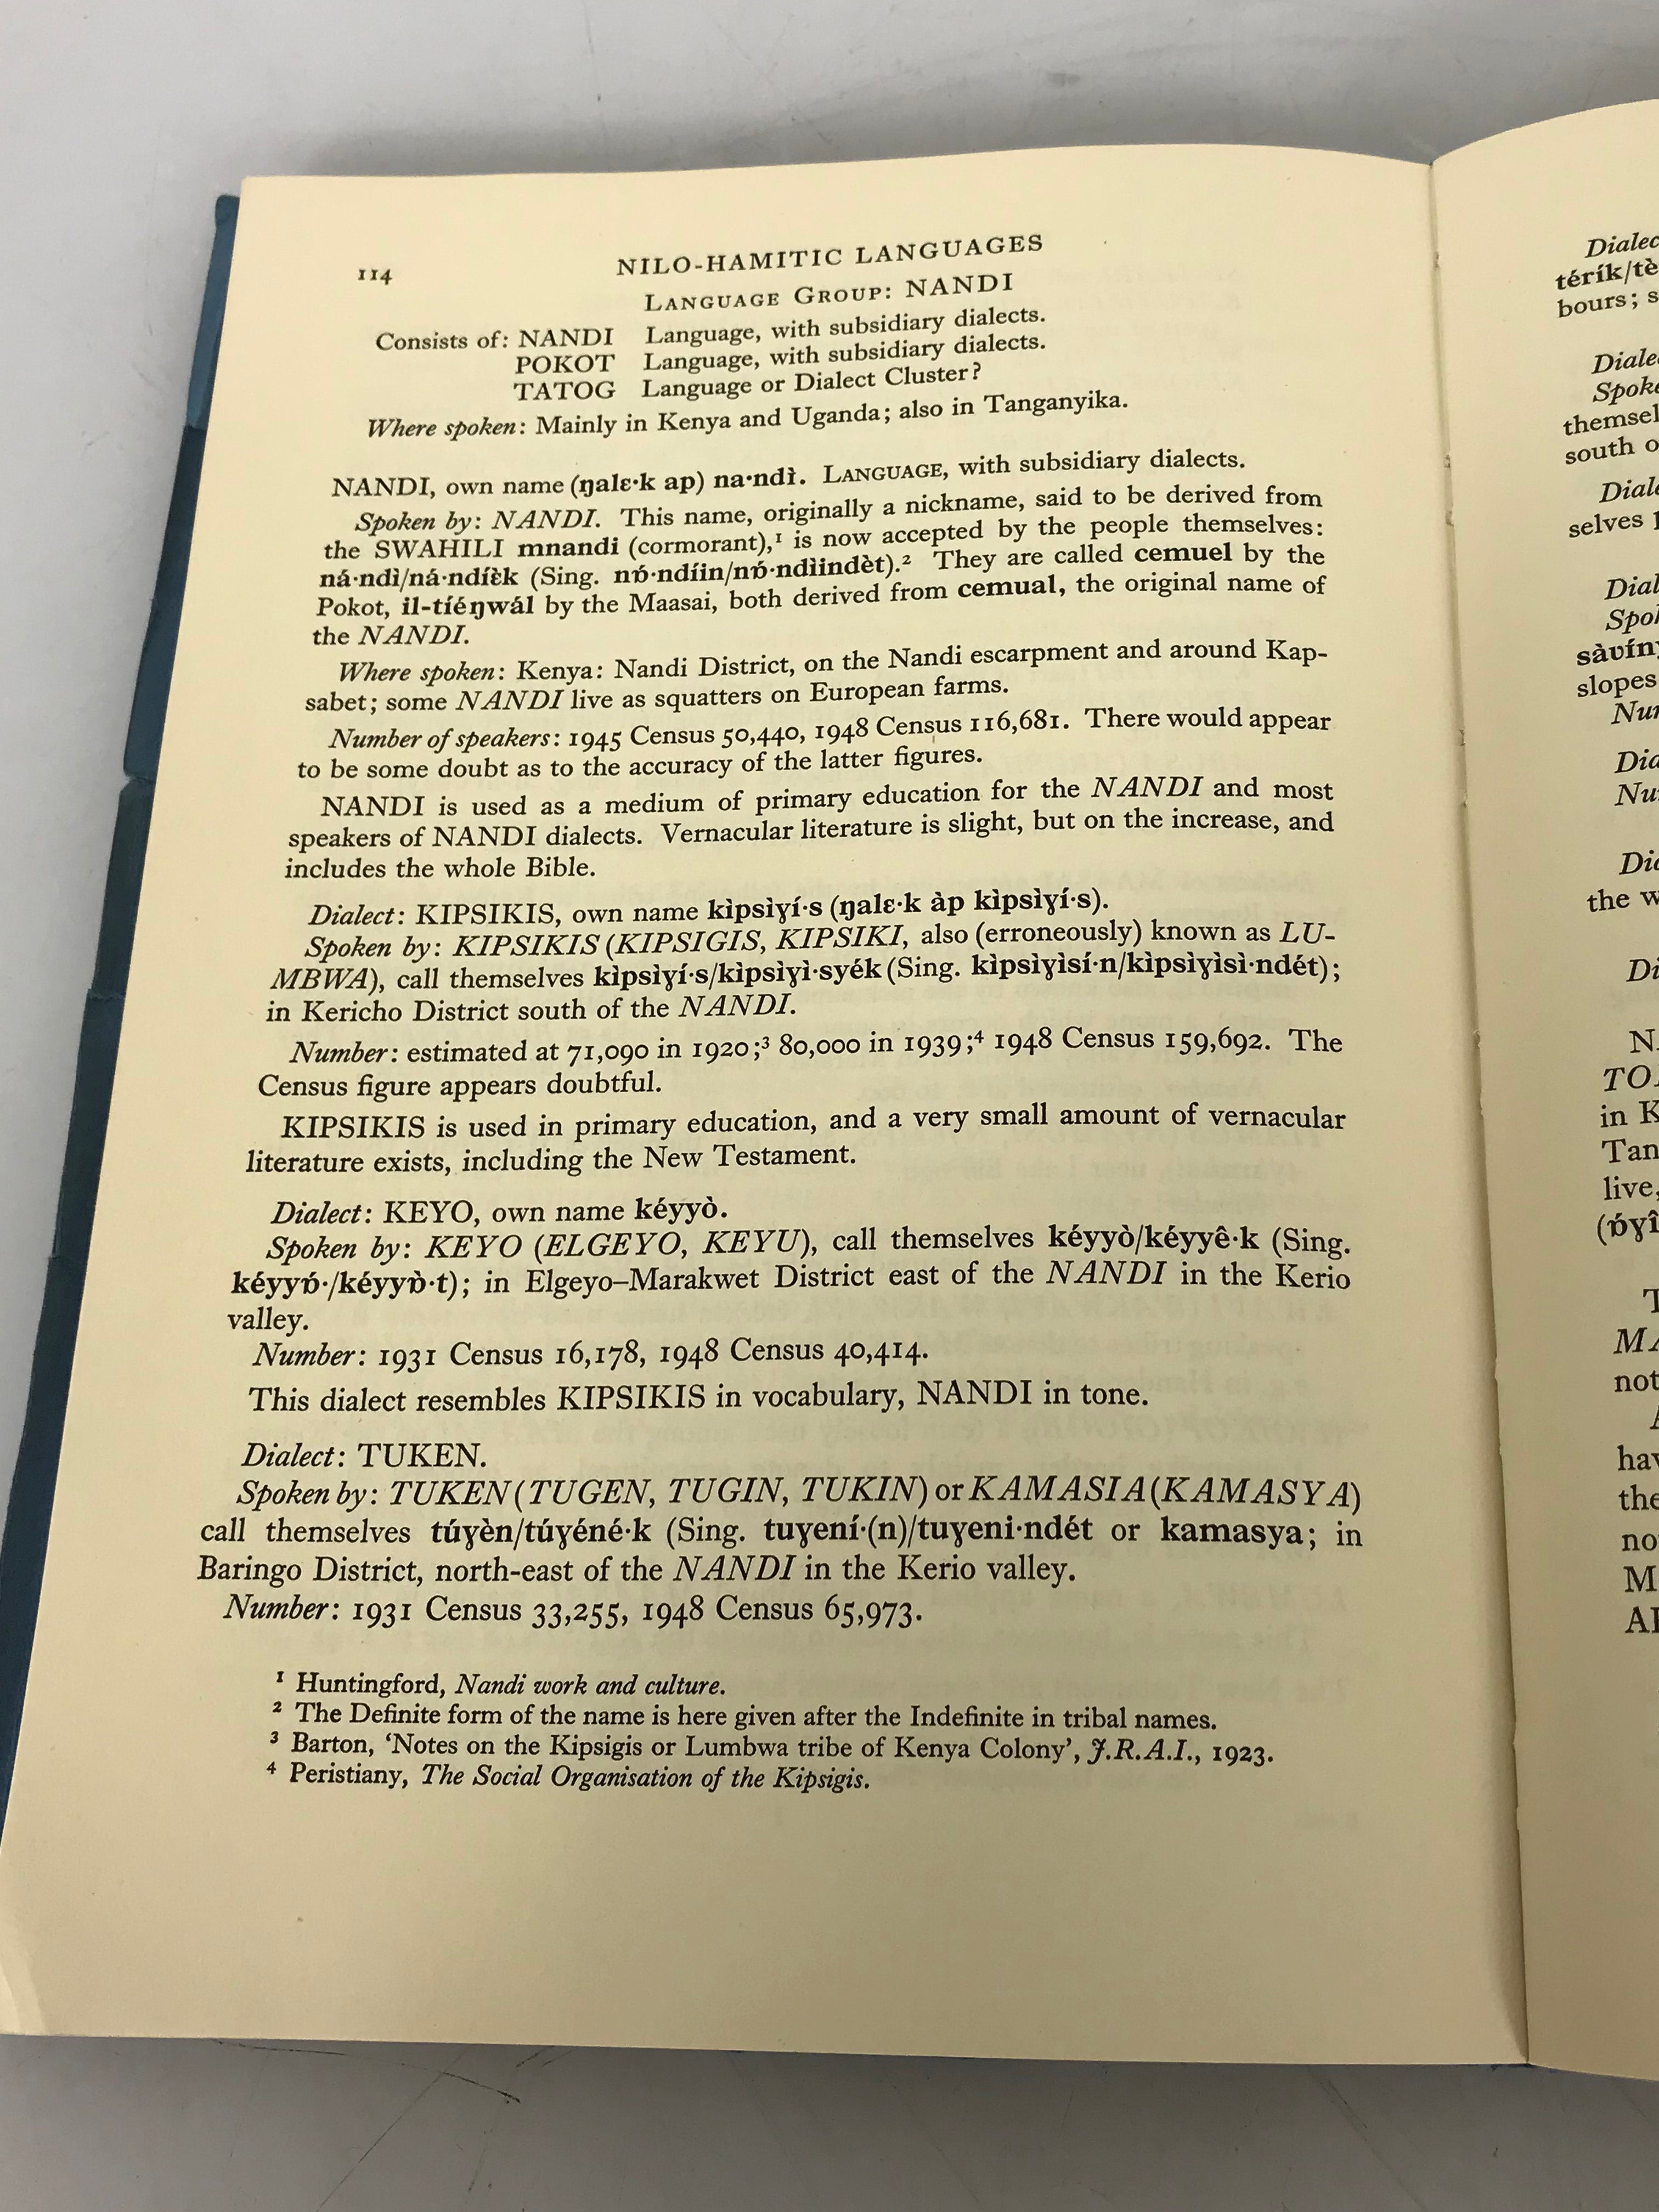 114
NILO-HAMITIC LANGUAGES
LANGUAGE GROUP: NANDI
Consists of: NANDI Language, with subsidiary dialects.
POKOT Language, with subsidiary dialects.
TATOG Language or Dialect Cluster?
Where spoken: Mainly in Kenya and Uganda; also in Tanganyika.
NANDI, own name (ŋalɛ·k ap) na·ndì. LANGUAGE, with subsidiary dialects.
Spoken by: NANDI. This name, originally a nickname, said to be derived from
the SWAHILI mnandi (cormorant),¹ is now accepted by the people themselves:
ná·ndì/ná·ndíɛ̀k (Sing. nɒ́·ndíin/nɒ́·ndìindèt).² They are called cemuel by the
Pokot, il-tíéŋwál by the Maasai, both derived from cemual, the original name of
the NANDI.
Where spoken: Kenya: Nandi District, on the Nandi escarpment and around Kap-
sabet; some NANDI live as squatters on European farms.
Number of speakers: 1945 Census 50,440, 1948 Census 116,681. There would appear
to be some doubt as to the accuracy of the latter figures.
NANDI is used as a medium of primary education for the NANDI and most
speakers of NANDI dialects. Vernacular literature is slight, but on the increase, and
includes the whole Bible.
Dialect: KIPSIKIS, own name kìpsìɣí·s (ŋalɛ·k àp kìpsìɣí·s).
Spoken by: KIPSIKIS (KIPSIGIS, KIPSIKI, also (erroneously) known as LU-
MBWA), call themselves kìpsìɣí·s/kìpsìɣì·syék (Sing. kìpsìɣìsí·n/kìpsìɣìsì·ndét);
in Kericho District south of the NANDI.
Number: estimated at 71,090 in 1920;³ 80,000 in 1939;⁴ 1948 Census 159,692. The
Census figure appears doubtful.
KIPSIKIS is used in primary education, and a very small amount of vernacular
literature exists, including the New Testament.
Dialect: KEYO, own name kéyyò.
Spoken by: KEYO (ELGEYO, KEYU), call themselves kéyyò/kéyyê·k (Sing.
kéyyɒ́·/kéyyɒ̀·t); in Elgeyo–Marakwet District east of the NANDI in the Kerio
valley.
Number: 1931 Census 16,178, 1948 Census 40,414.
This dialect resembles KIPSIKIS in vocabulary, NANDI in tone.
Dialect: TUKEN.
Spoken by: TUKEN (TUGEN, TUGIN, TUKIN) or KAMASIA (KAMASYA)
call themselves túɣèn/túɣéné·k (Sing. tuɣení·(n)/tuɣeni·ndét or kamasya; in
Baringo District, north-east of the NANDI in the Kerio valley.
Number: 1931 Census 33,255, 1948 Census 65,973.
¹ Huntingford, Nandi work and culture.
² The Definite form of the name is here given after the Indefinite in tribal names.
³ Barton, ‘Notes on the Kipsigis or Lumbwa tribe of Kenya Colony’, J.R.A.I., 1923.
⁴ Peristiany, The Social Organisation of the Kipsigis.
térík/tè
bours; s
south o
selves
slopes
the w
in K
live,
not